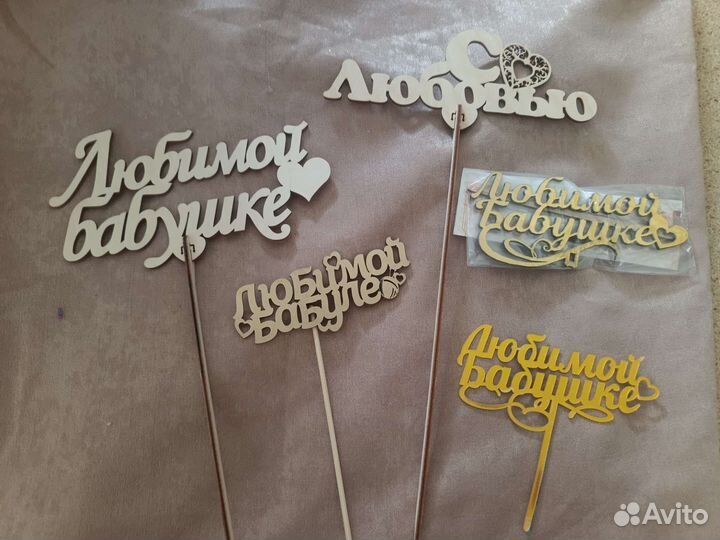 С
Любовью
Любимой
бабушке
Любимой
Бабушке
Любимой
Бабуле
Любимой
Бабушке
Avito